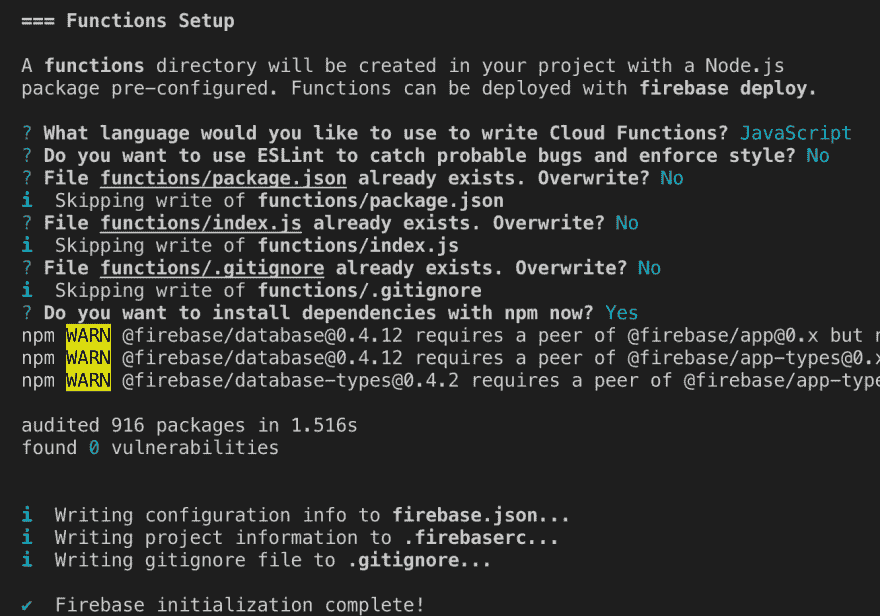 === Functions Setup
A functions directory will be created in your project with a Node.js
package pre-configured. Functions can be deployed with firebase deploy.
? What language would you like to use to write Cloud Functions? JavaScript
? Do you want to use ESLint to catch probable bugs and enforce style? No
? File functions/package.json already exists. Overwrite? No
i  Skipping write of functions/package.json
? File functions/index.js already exists. Overwrite? No
i  Skipping write of functions/index.js
? File functions/.gitignore already exists. Overwrite? No
i  Skipping write of functions/.gitignore
? Do you want to install dependencies with npm now? Yes
npm WARN @firebase/database@0.4.12 requires a peer of @firebase/app@0.x but
npm WARN @firebase/database@0.4.12 requires a peer of @firebase/app-types@0.x
npm WARN @firebase/database-types@0.4.2 requires a peer of @firebase/app-type
audited 916 packages in 1.516s
found 0 vulnerabilities
i  Writing configuration info to firebase.json...
i  Writing project information to .firebaserc...
i  Writing gitignore file to .gitignore...
✔  Firebase initialization complete!